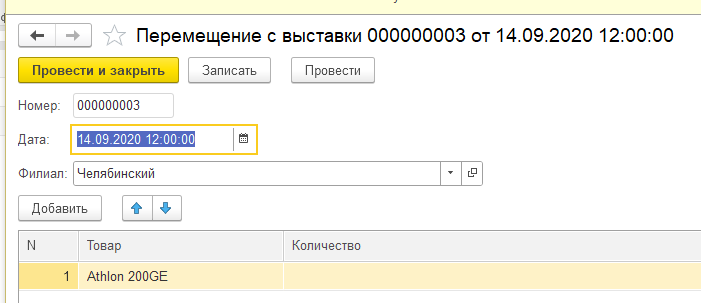 Перемещение с выставки 000000003 от 14.09.2020 12:00:00
Провести и закрыть Записать Провести
Номер: 000000003
Дата: 14.09.2020 12:00:00
Филиал: Челябинский
Добавить
N Товар Количество
1 Athlon 200GE